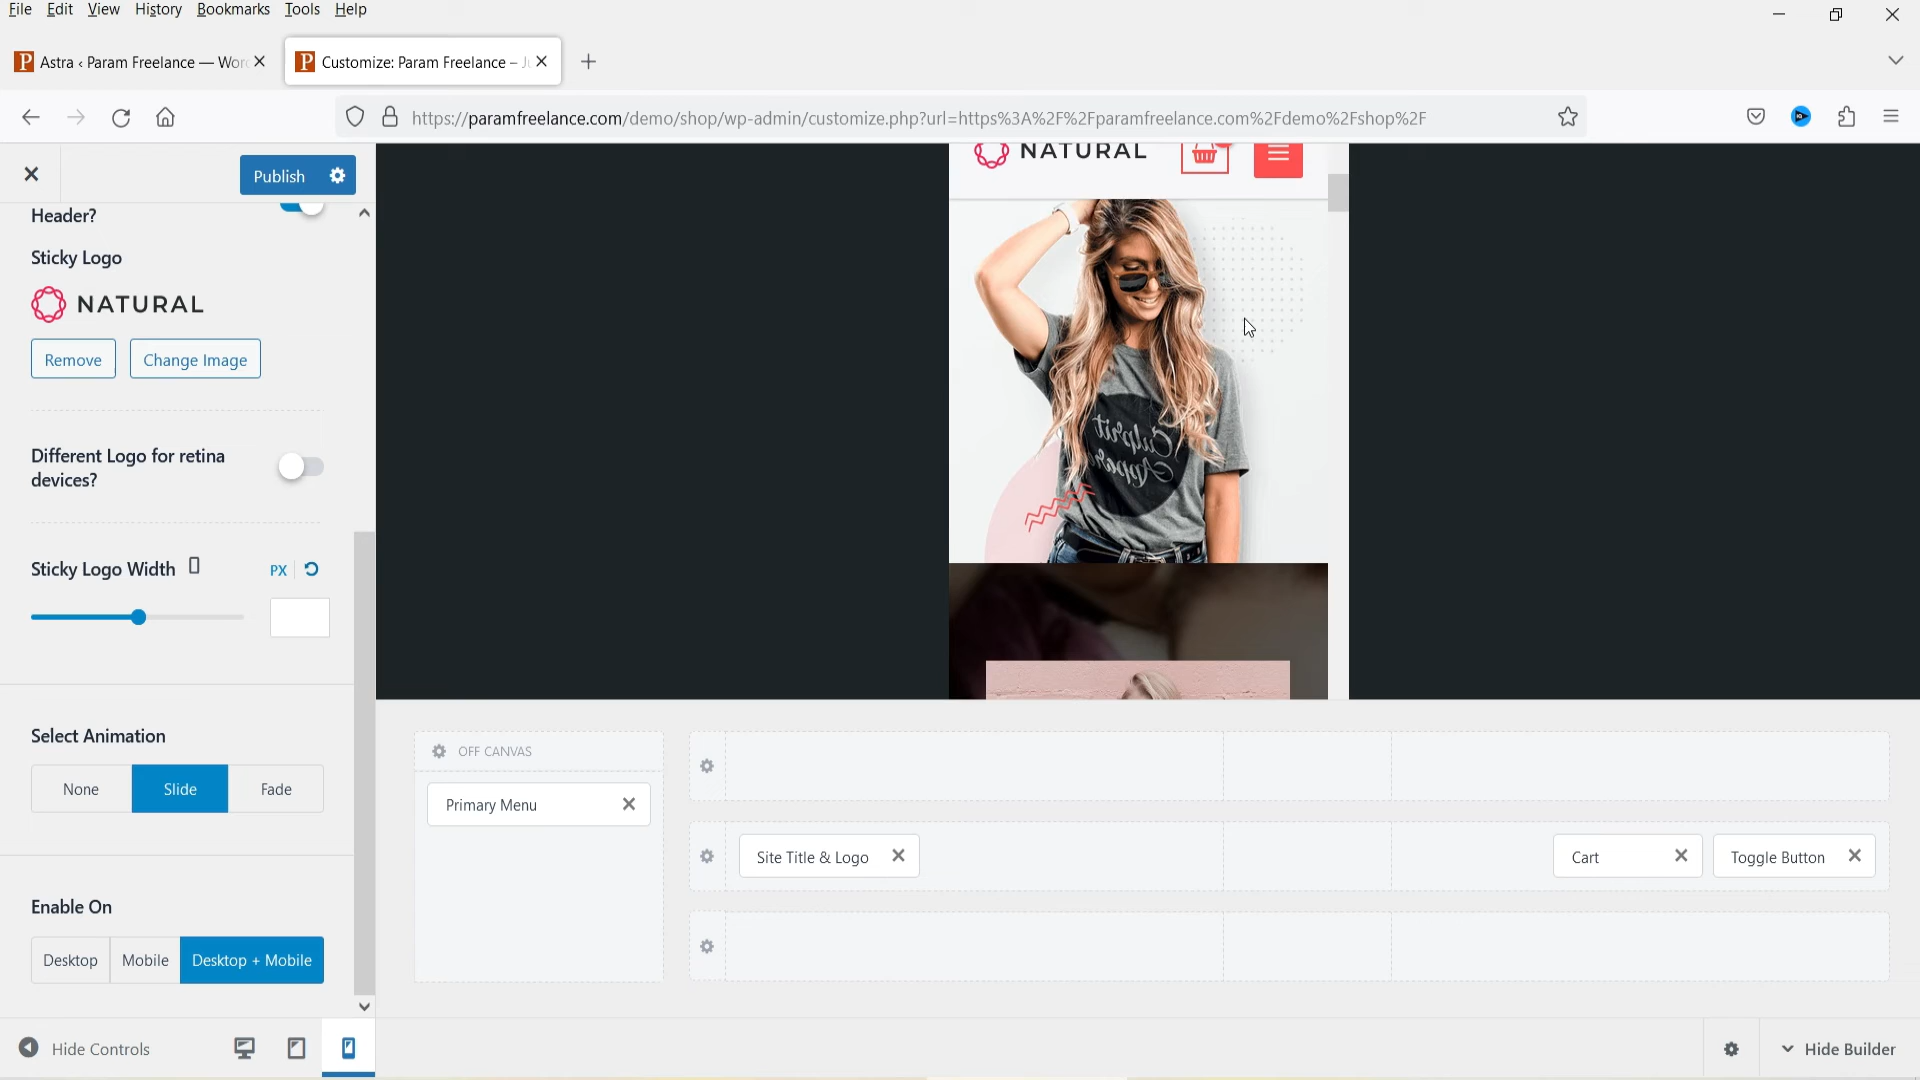 File Edit View History Bookmarks Tools Help
Astra ‹ Param Freelance — Wor
Customize: Param Freelance –
https://paramfreelance.com/demo/shop/wp-admin/customize.php?url=https%3A%2F%2Fparamfreelance.com%2Fdemo%2Fshop%2F
Publish
Header?
Sticky Logo
NATURAL
Remove
Change Image
Different Logo for retina
devices?
Sticky Logo Width
PX
Select Animation
None
Slide
Fade
Enable On
Desktop
Mobile
Desktop + Mobile
Hide Controls
NATURAL
OFF CANVAS
Primary Menu
Site Title & Logo
Cart
Toggle Button
Hide Builder